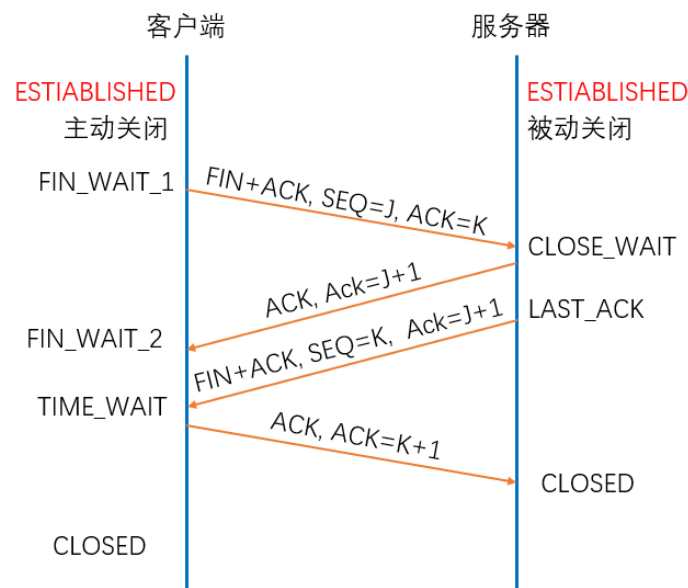 客户端
服务器
ESTIABLISHED
ESTIABLISHED
主动关闭
被动关闭
FIN_WAIT_1
FIN+ACK, SEQ=J, ACK=K
CLOSE_WAIT
ACK, Ack=J+1
LAST_ACK
FIN_WAIT_2
FIN+ACK, SEQ=K, Ack=J+1
TIME_WAIT
ACK, ACK=K+1
CLOSED
CLOSED